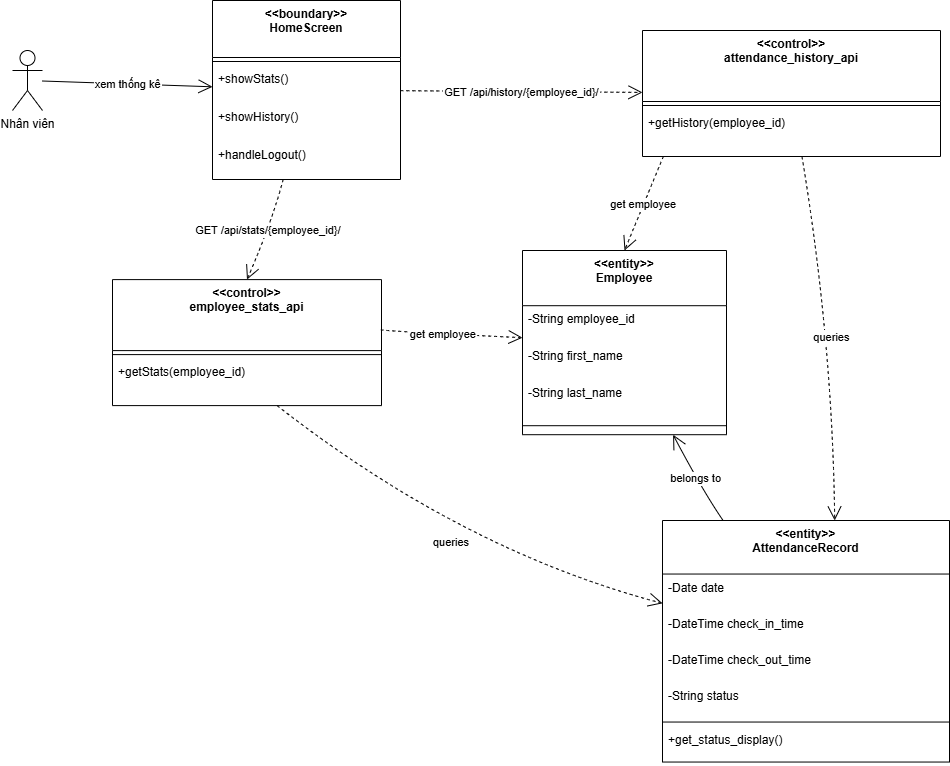 <<boundary>>
HomeScreen
+showStats()
+showHistory()
+handleLogout()
Nhân viên
xem thống kê
GET /api/history/{employee_id}/
<<control>>
attendance_history_api
+getHistory(employee_id)
GET /api/stats/{employee_id}/
get employee
<<control>>
employee_stats_api
+getStats(employee_id)
get employee
<<entity>>
Employee
-String employee_id
-String first_name
-String last_name
queries
belongs to
queries
<<entity>>
AttendanceRecord
-Date date
-DateTime check_in_time
-DateTime check_out_time
-String status
+get_status_display()